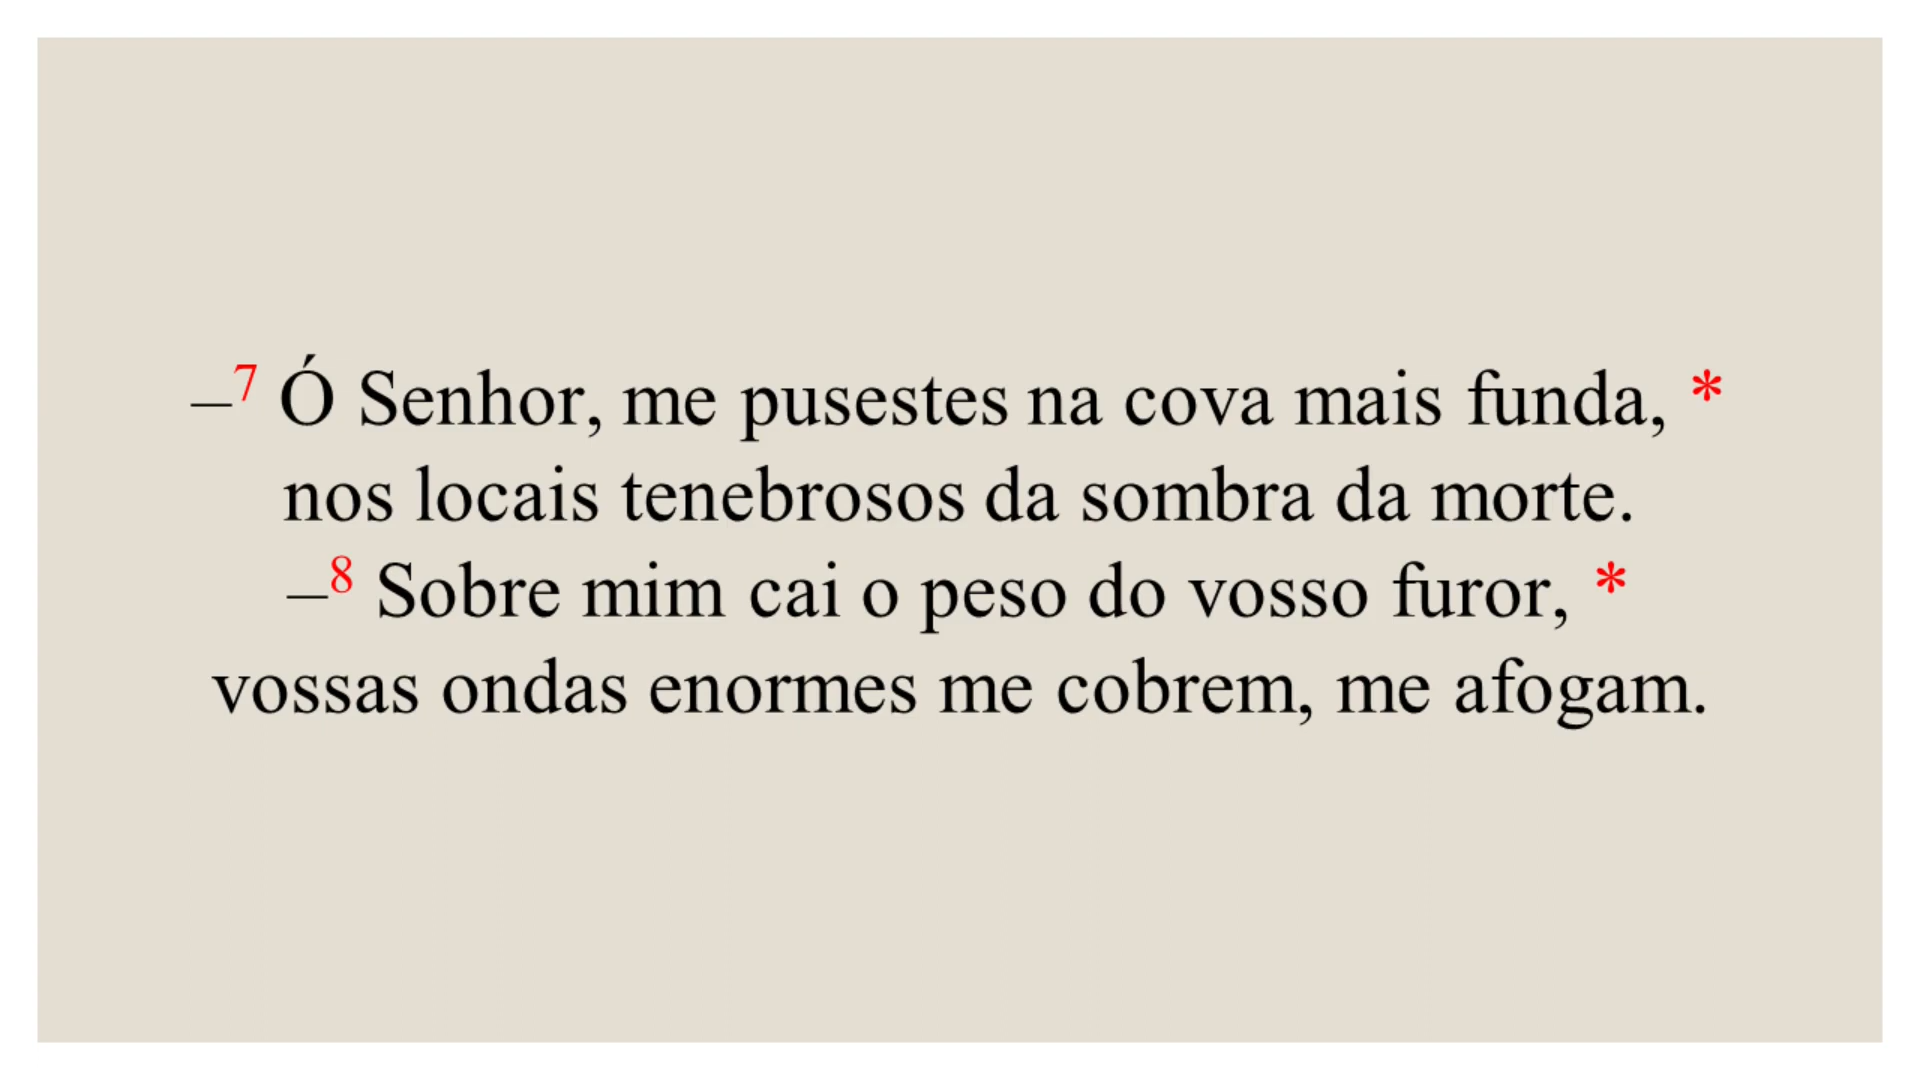 –7 Ó Senhor, me pusestes na cova mais funda, *
nos locais tenebrosos da sombra da morte.
–8 Sobre mim cai o peso do vosso furor, *
vossas ondas enormes me cobrem, me afogam.